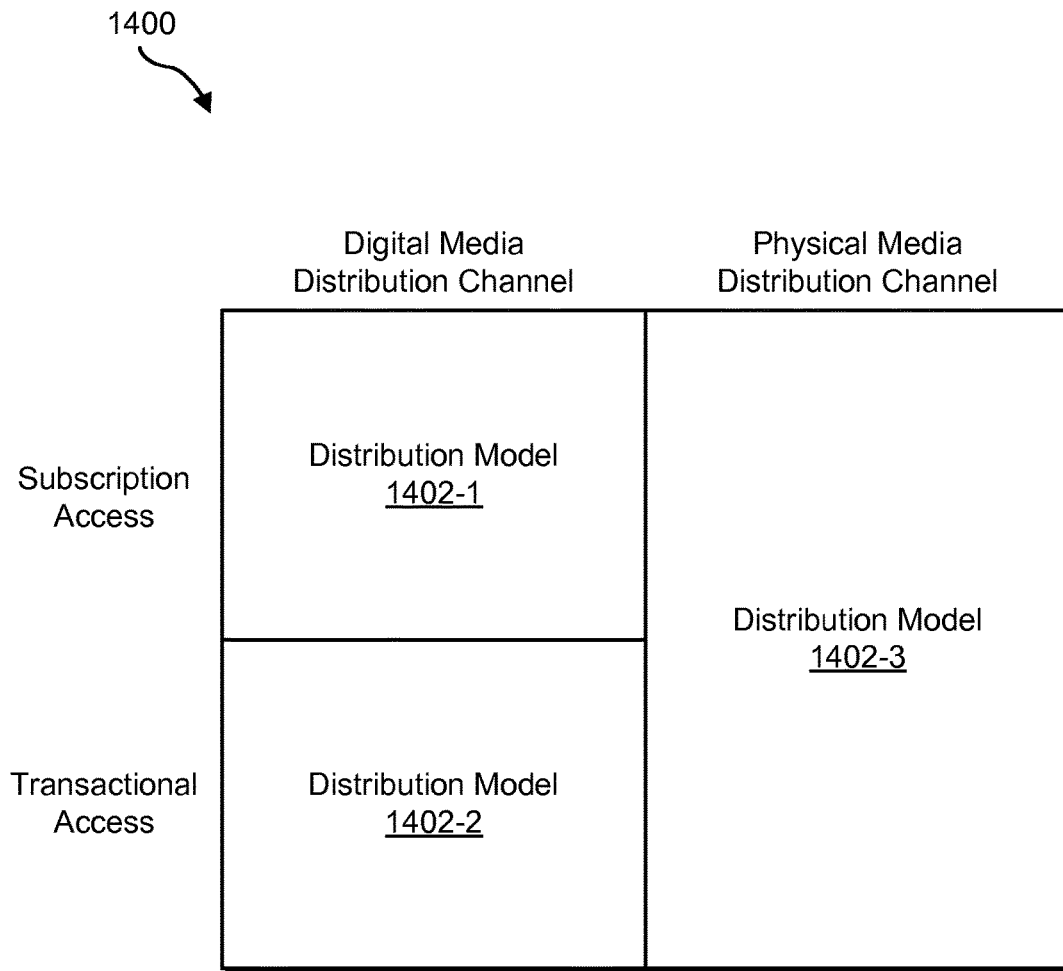 1400
Digital Media
Distribution Channel
Physical Media
Distribution Channel
Subscription
Access
Distribution Model
1402-1
Distribution Model
1402-3
Transactional
Access
Distribution Model
1402-2